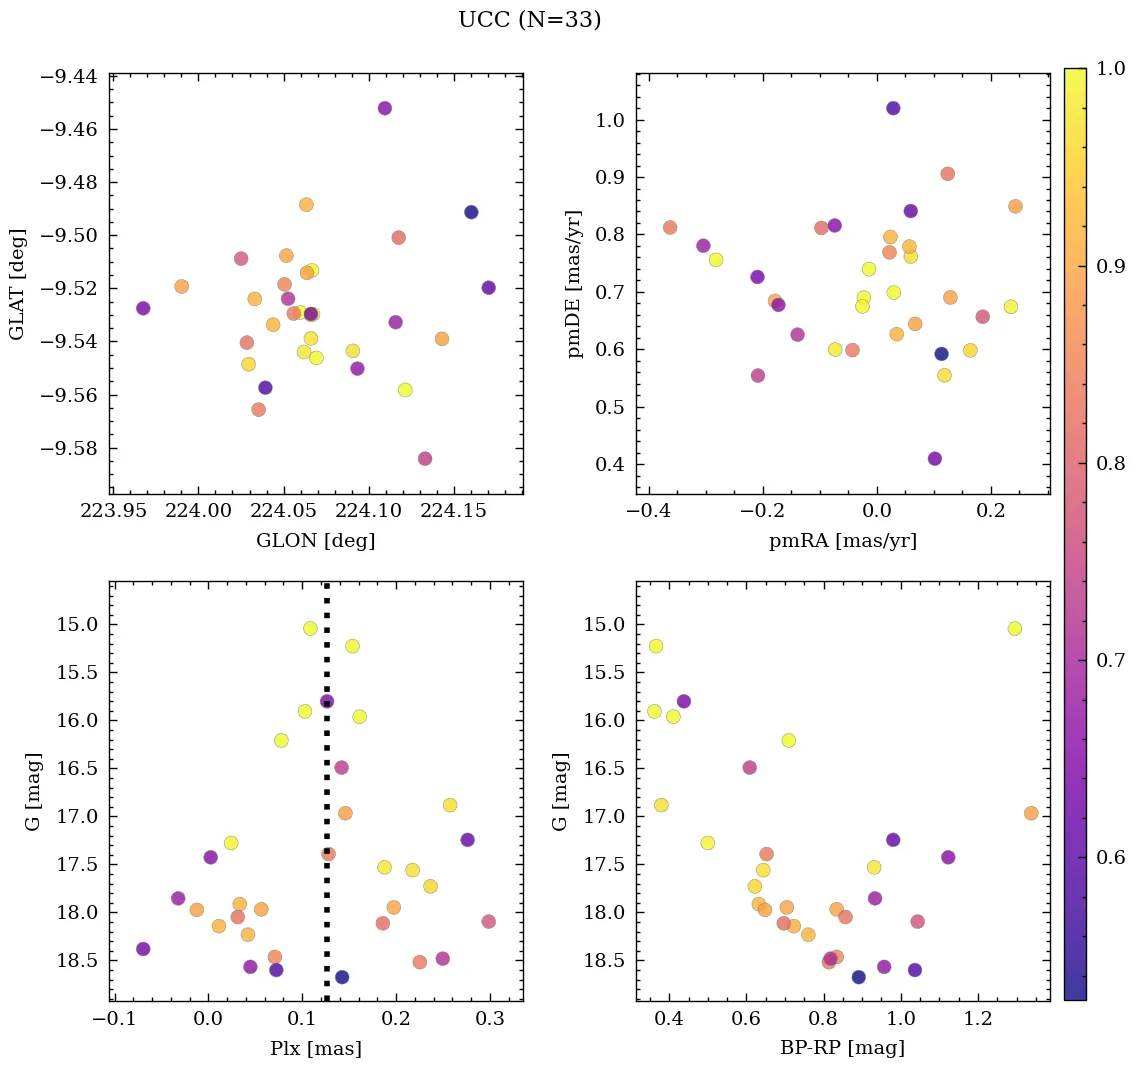 UCC (N=33)
−9.44
−9.46
−9.48
−9.50
−9.52
−9.54
−9.56
−9.58
GLAT [deg]
223.95 224.00 224.05 224.10 224.15
GLON [deg]
1.0
0.9
0.8
0.7
0.6
0.5
0.4
pmDE [mas/yr]
−0.4 −0.2 0.0 0.2
pmRA [mas/yr]
1.0
0.9
0.8
0.7
0.6
15.0
15.5
16.0
16.5
17.0
17.5
18.0
18.5
G [mag]
−0.1 0.0 0.1 0.2 0.3
Plx [mas]
15.0
15.5
16.0
16.5
17.0
17.5
18.0
18.5
G [mag]
0.4 0.6 0.8 1.0 1.2
BP-RP [mag]